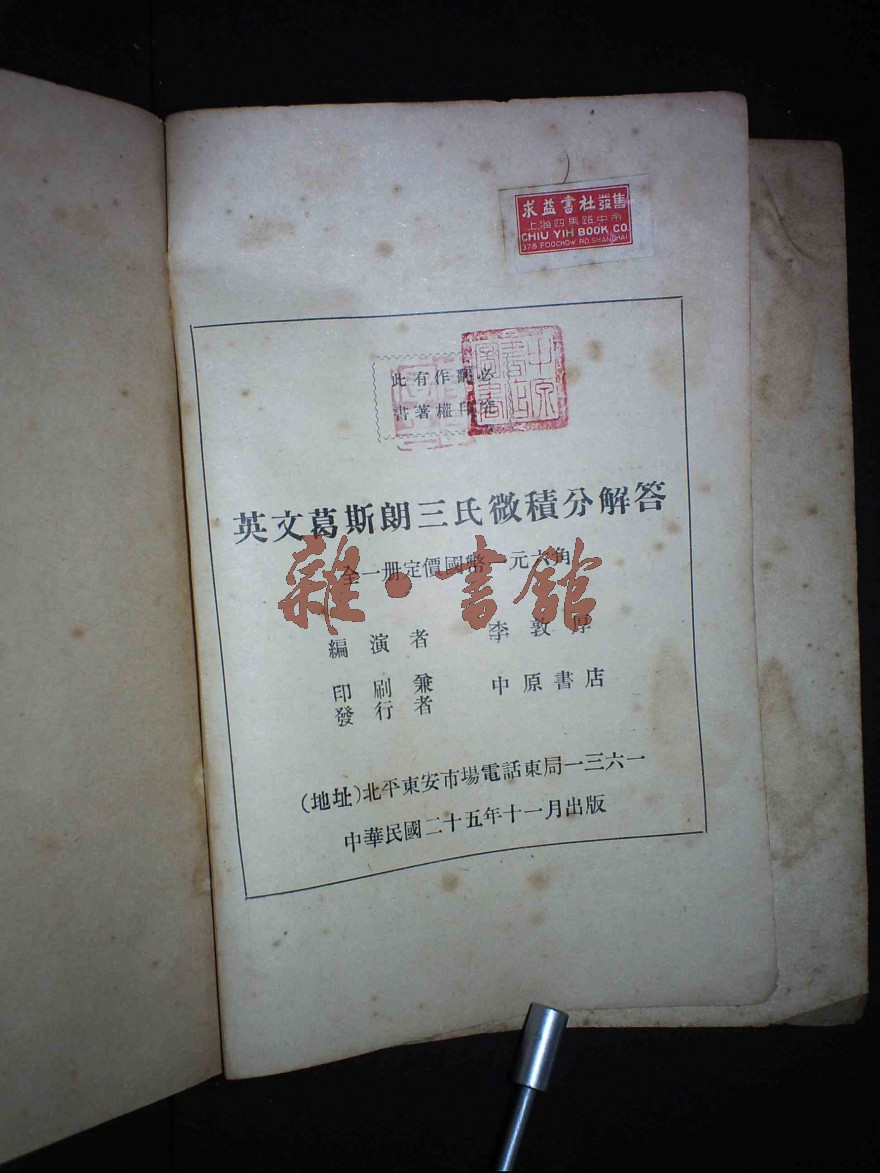 求益書社發售
上海四馬路中市
CHIU YIH BOOK CO.
375 FOOCHOW RD. SHANGHAI
此有作翻必
書著權印究
英文葛斯朗三氏微積分解答
全一册定價國幣一元六角
雜·書館
編演者 李敦厚
印刷兼 中原書店
發行者
(地址)北平東安市場電話東局一三六一
中華民國二十五年十一月出版